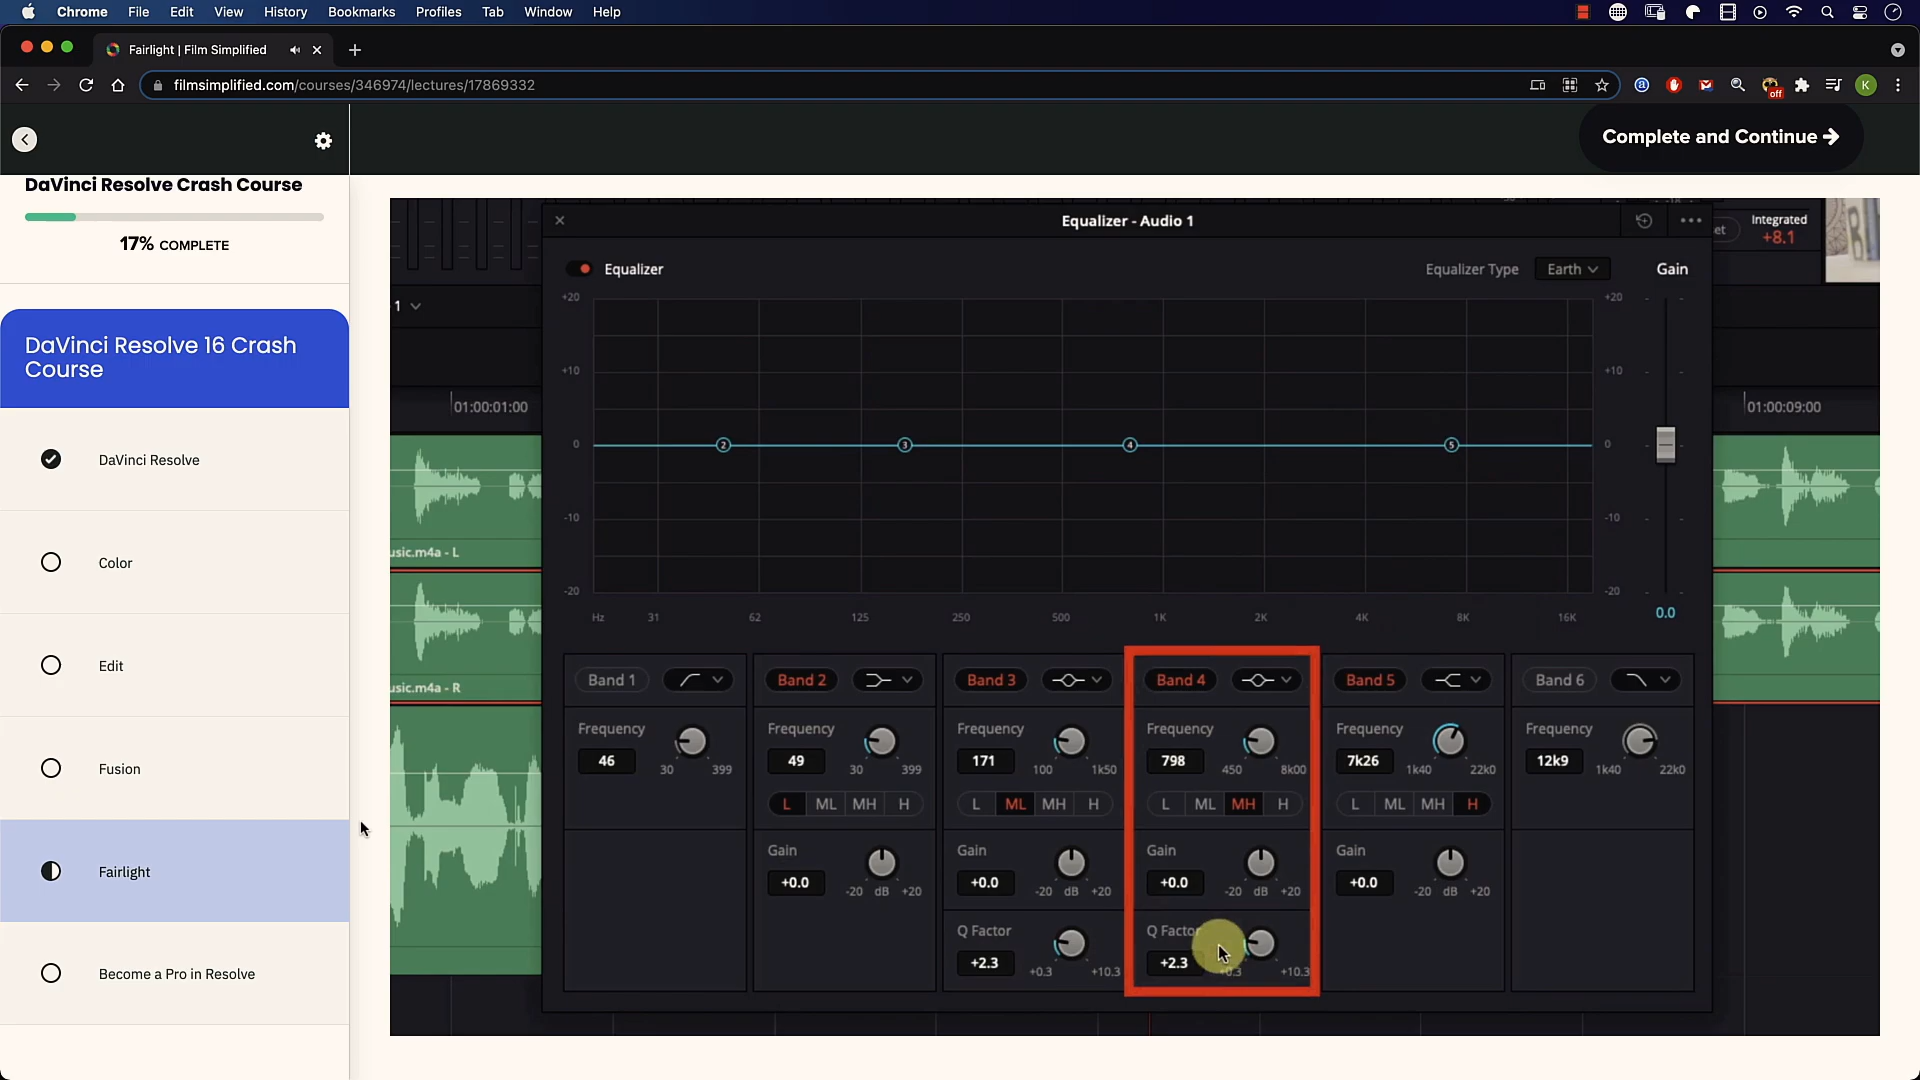 Chrome File Edit View History Bookmarks Profiles Tab Window Help
Fairlight | Film Simplified
filmsimplified.com/courses/346974/lectures/17869332
off
K
Complete and Continue
DaVinci Resolve Crash Course
17% COMPLETE
DaVinci Resolve 16 Crash
Course
DaVinci Resolve
Color
Edit
Fusion
Fairlight
Become a Pro in Resolve
Equalizer - Audio 1
et
Integrated
+8.1
1
Equalizer
Equalizer Type Earth Gain
+20 +20
+10 +10
0 2 3 4 5 0
-10 -10
-20 -20
Hz 31 62 125 250 500 1K 2K 4K 8K 16K
0.0
01:00:01:00
01:00:09:00
usic.m4a - L
usic.m4a - R
Band 1 Band 2 Band 3 Band 4 Band 5 Band 6
Frequency Frequency Frequency Frequency Frequency Frequency
46 49 171 798 7k26 12k9
30 399 30 399 100 1k50 450 8k00 1k40 22k0 1k40 22k0
L ML MH H L ML MH H L ML MH H L ML MH H
Gain Gain Gain Gain
+0.0 +0.0 +0.0 +0.0
-20 dB +20 -20 dB +20 -20 dB +20 -20 dB +20
Q Factor Q Factor
+2.3 +2.3
+0.3 +10.3 +0.3 +10.3